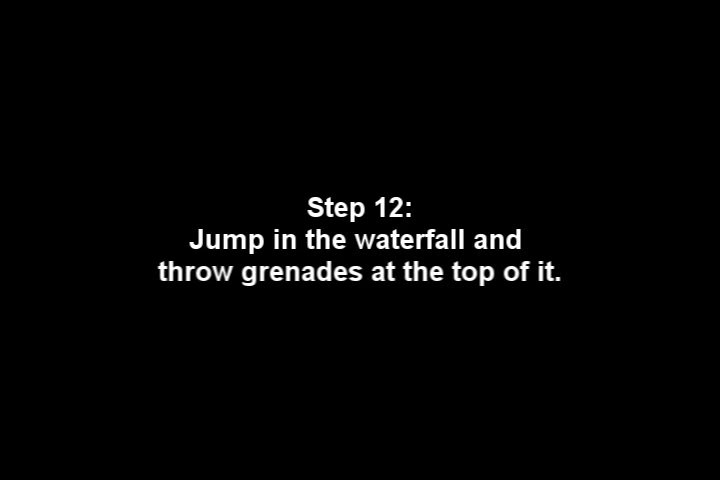 Step 12:
Jump in the waterfall and
throw grenades at the top of it.